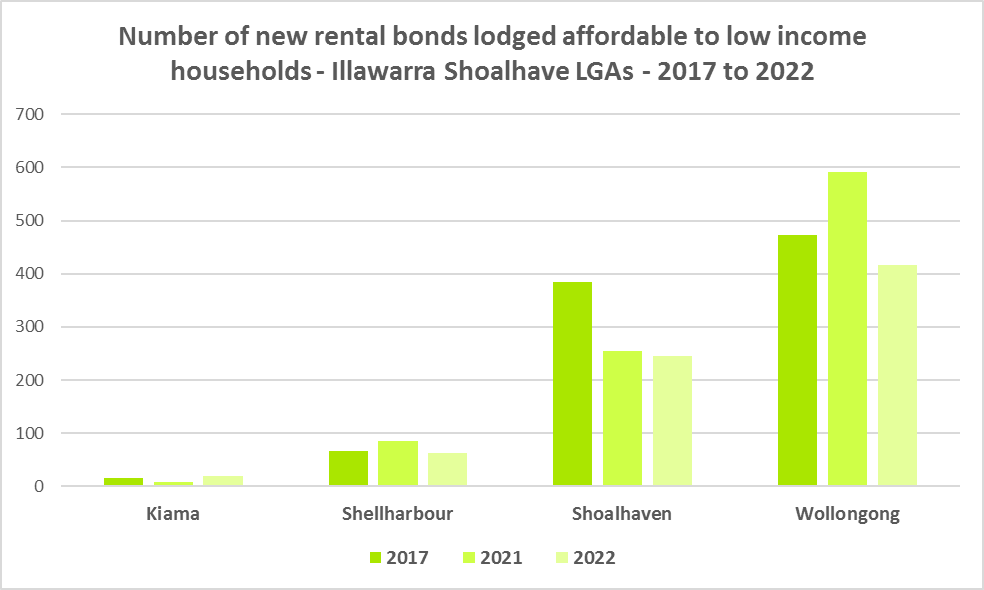 Number of new rental bonds lodged affordable to low income
households - Illawarra Shoalhave LGAs - 2017 to 2022
700
600
500
400
300
200
100
0
Kiama Shellharbour Shoalhaven Wollongong
2017 2021 2022